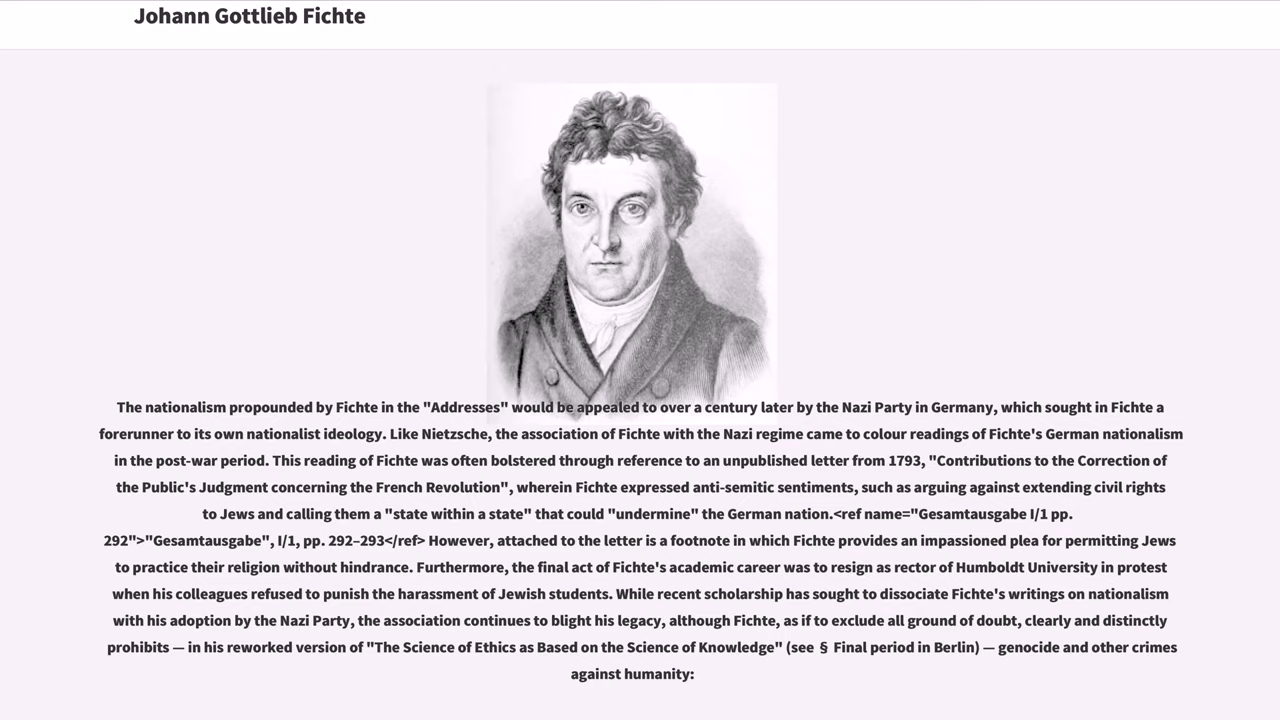 Johann Gottlieb Fichte
The nationalism propounded by Fichte in the "Addresses" would be appealed to over a century later by the Nazi Party in Germany, which sought in Fichte a
forerunner to its own nationalist ideology. Like Nietzsche, the association of Fichte with the Nazi regime came to colour readings of Fichte's German nationalism
in the post-war period. This reading of Fichte was often bolstered through reference to an unpublished letter from 1793, "Contributions to the Correction of
the Public's Judgment concerning the French Revolution", wherein Fichte expressed anti-semitic sentiments, such as arguing against extending civil rights
to Jews and calling them a "state within a state" that could "undermine" the German nation.<ref name="Gesamtausgabe I/1 pp.
292">"Gesamtausgabe", I/1, pp. 292–293</ref> However, attached to the letter is a footnote in which Fichte provides an impassioned plea for permitting Jews
to practice their religion without hindrance. Furthermore, the final act of Fichte's academic career was to resign as rector of Humboldt University in protest
when his colleagues refused to punish the harassment of Jewish students. While recent scholarship has sought to dissociate Fichte's writings on nationalism
with his adoption by the Nazi Party, the association continues to blight his legacy, although Fichte, as if to exclude all ground of doubt, clearly and distinctly
prohibits — in his reworked version of "The Science of Ethics as Based on the Science of Knowledge" (see § Final period in Berlin) — genocide and other crimes
against humanity: